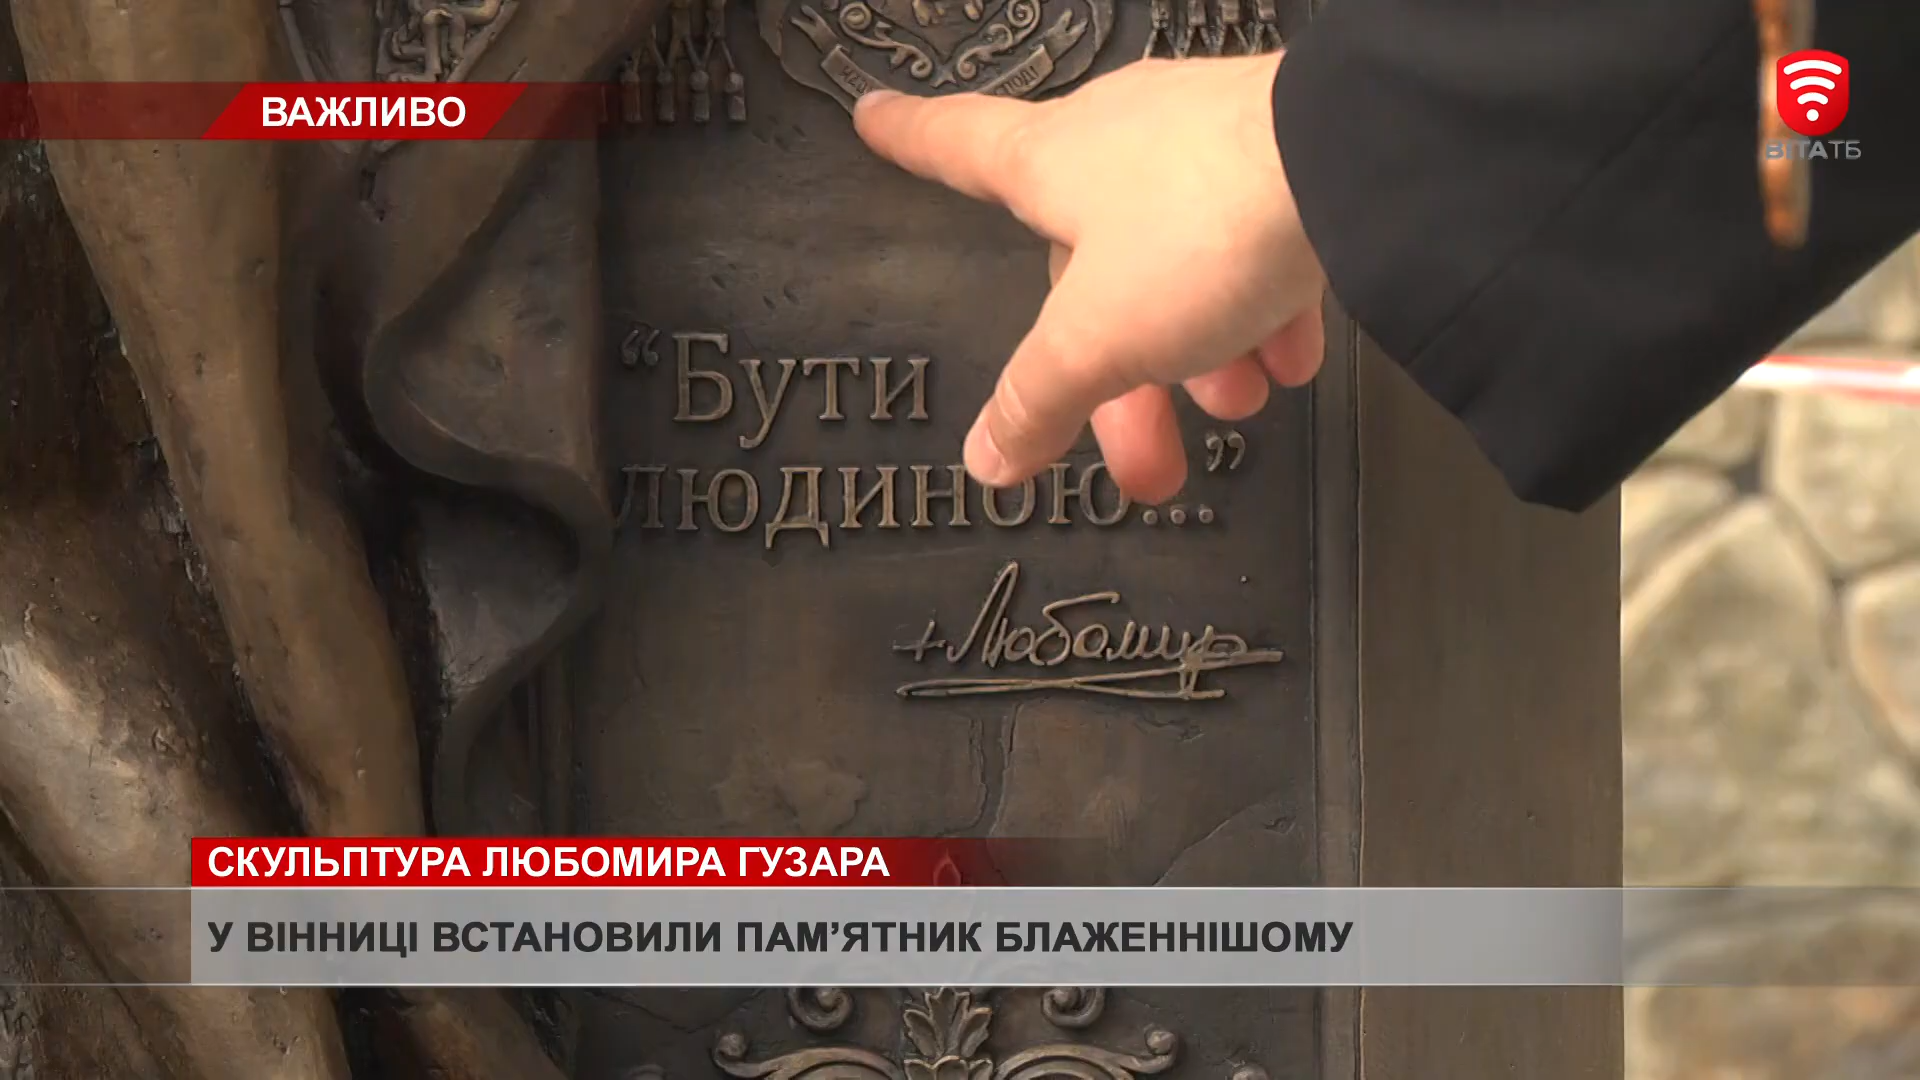 ВАЖЛИВО
ВІТАТБ
“Бути
людиною...”
+Любомир
СКУЛЬПТУРА ЛЮБОМИРА ГУЗАРА
У ВІННИЦІ ВСТАНОВИЛИ ПАМ’ЯТНИК БЛАЖЕННІШОМУ